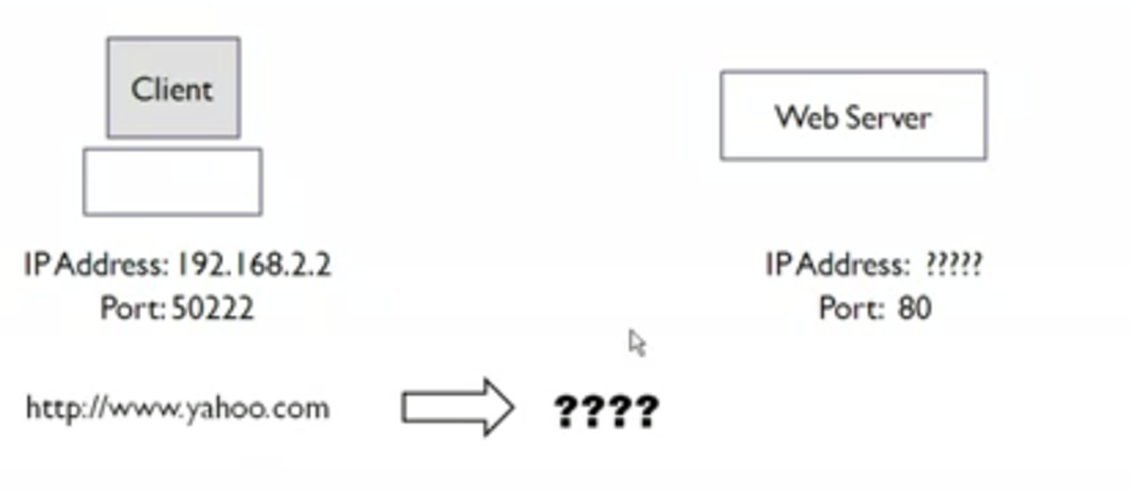 Client
Web Server
IP Address: 192.168.2.2
Port: 50222
IP Address: ?????
Port: 80
http://www.yahoo.com
????